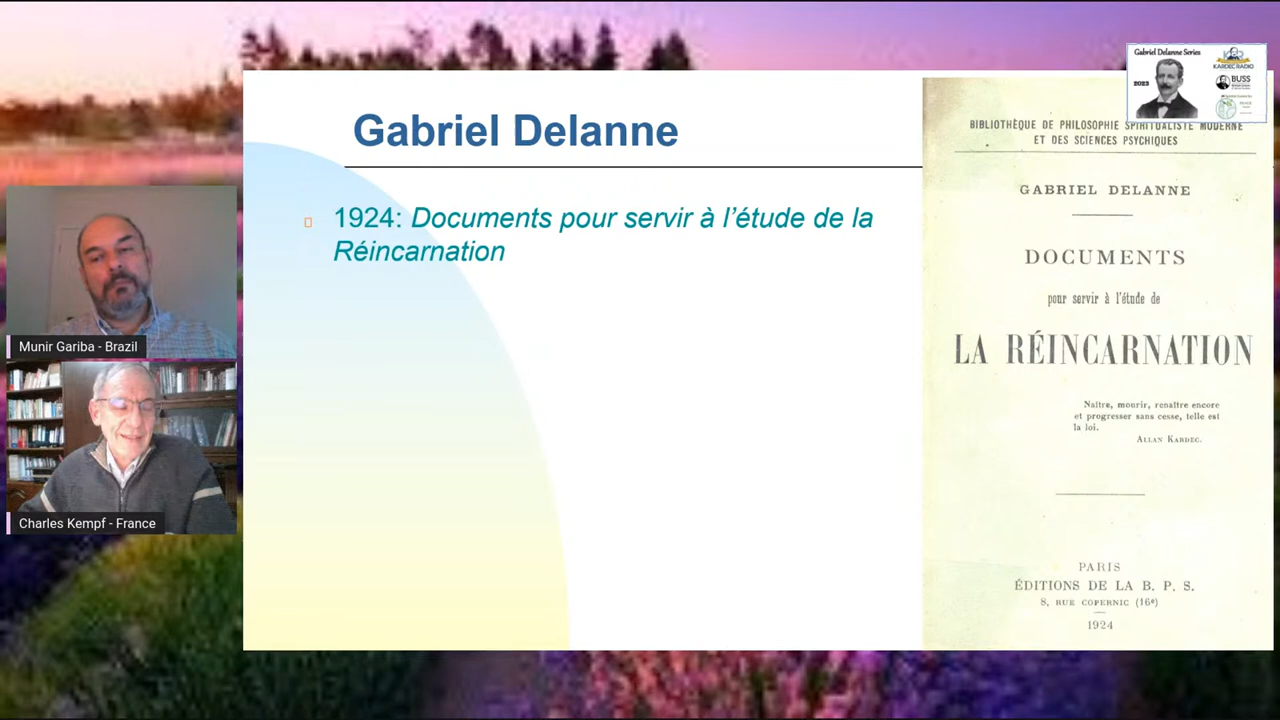 Gabriel Delanne Series
2023
KARDEC RADIO
BUSS
Gabriel Delanne
1924: Documents pour servir à l’étude de la
Réincarnation
Munir Gariba - Brazil
Charles Kempf - France
BIBLIOTHÈQUE DE PHILOSOPHIE SPIRITUALISTE MODERNE
ET DES SCIENCES PSYCHIQUES
GABRIEL DELANNE
DOCUMENTS
pour servir à l'étude de
LA RÉINCARNATION
Naître, mourir, renaître encore
et progresser sans cesse, telle est
la loi.
ALLAN KARDEC.
PARIS
ÉDITIONS DE LA B. P. S.
8, RUE COPERNIC (16e)
1924